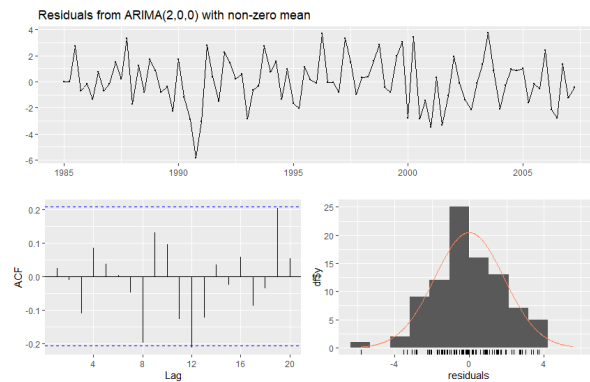 Residuals from ARIMA(2,0,0) with non-zero mean
4
2
0
-2
-4
-6
1985 1990 1995 2000 2005
0.2
0.1
0.0
-0.1
-0.2
ACF
4 8 12 16 20
Lag
25
20
15
10
5
0
df$y
-4 0 4
residuals